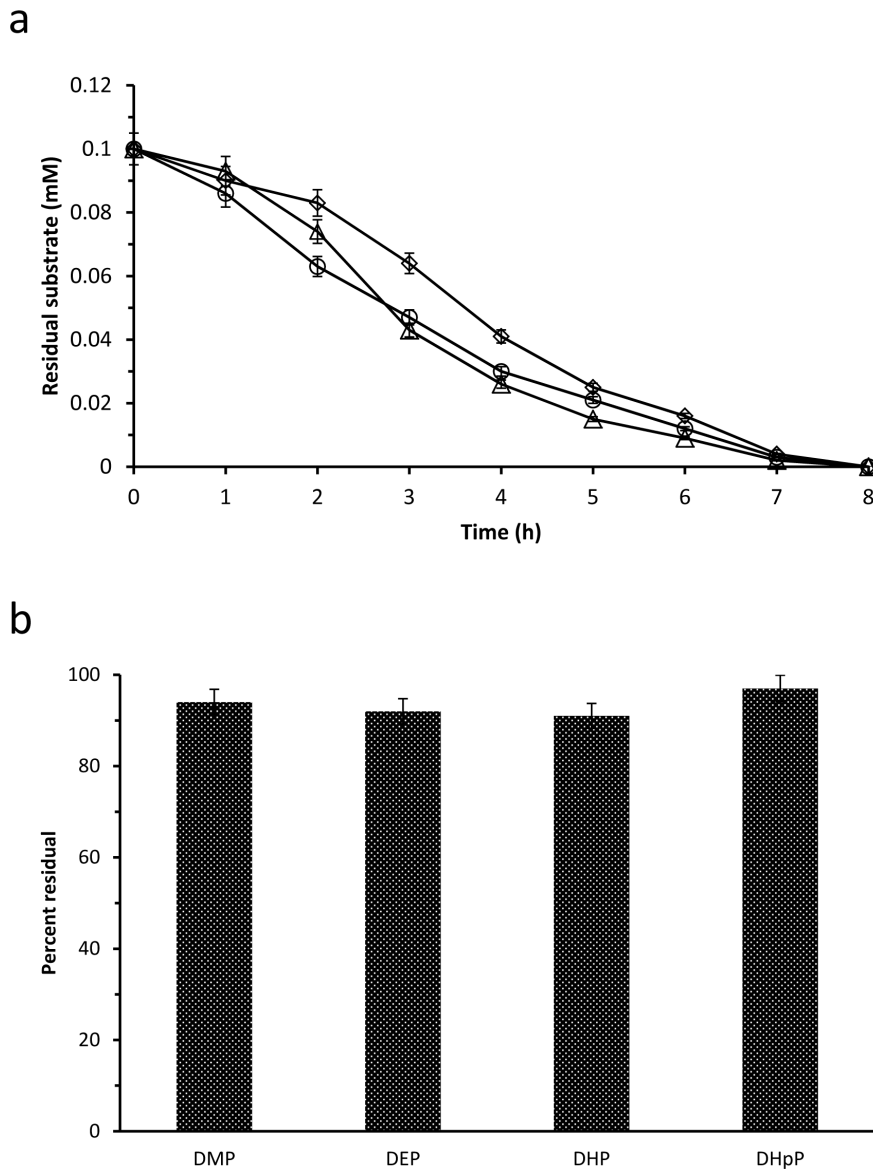 a
0.12
0.1
0.08
0.06
0.04
0.02
0
Residual substrate (mM)
0 1 2 3 4 5 6 7 8
Time (h)
b
100
80
60
40
20
0
Percent residual
DMP DEP DHP DHpP